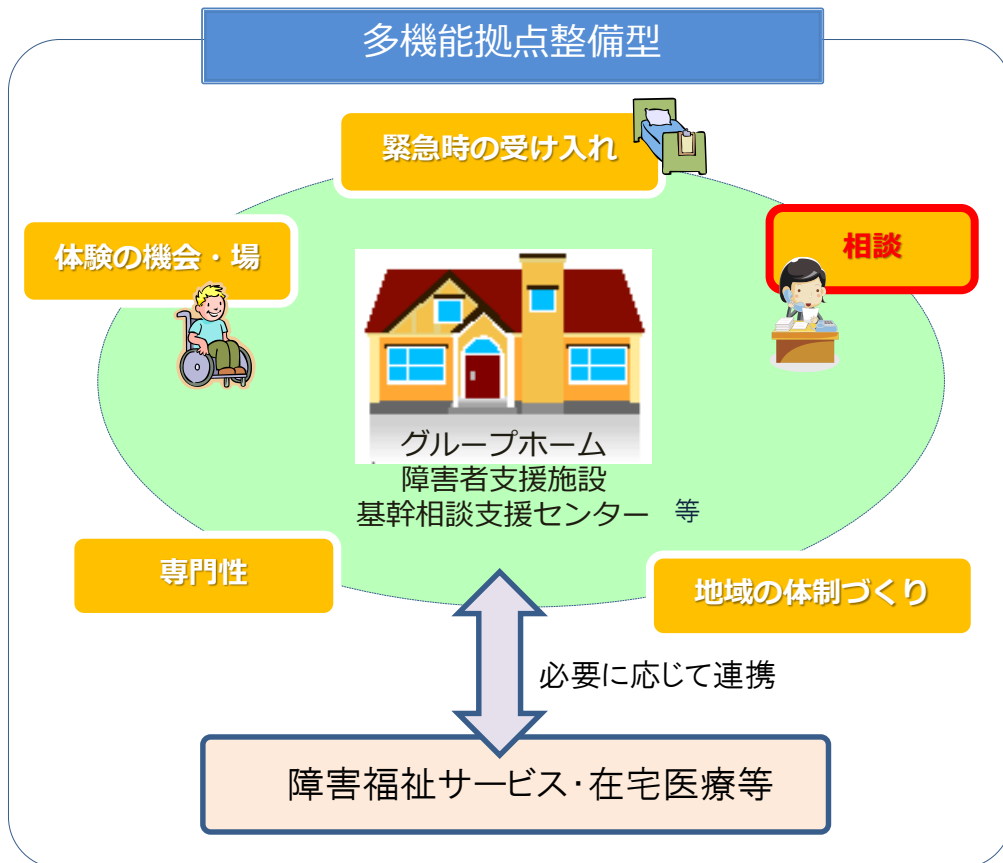 多機能拠点整備型
緊急時の受け入れ
体験の機会・場
相談
グループホーム
障害者支援施設
基幹相談支援センター 等
専門性
地域の体制づくり
必要に応じて連携
障害福祉サービス・在宅医療等